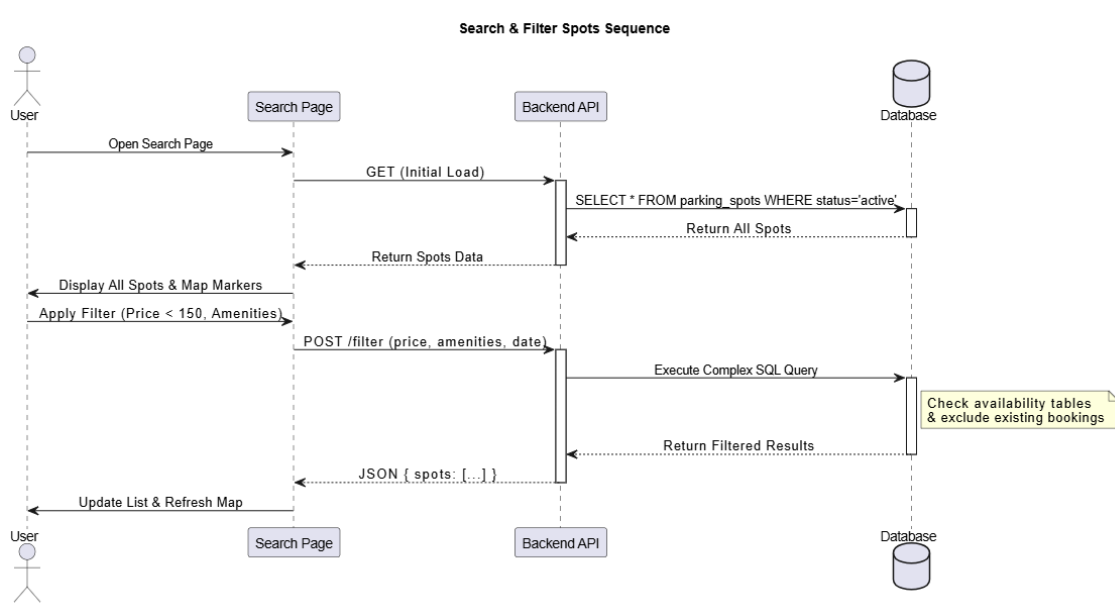 Search & Filter Spots Sequence
User
Search Page
Backend API
Database
Open Search Page
GET (Initial Load)
SELECT * FROM parking_spots WHERE status='active'
Return All Spots
Return Spots Data
Display All Spots & Map Markers
Apply Filter (Price < 150, Amenities)
POST /filter (price, amenities, date)
Execute Complex SQL Query
Check availability tables
& exclude existing bookings
Return Filtered Results
JSON { spots: [...] }
Update List & Refresh Map
User
Search Page
Backend API
Database